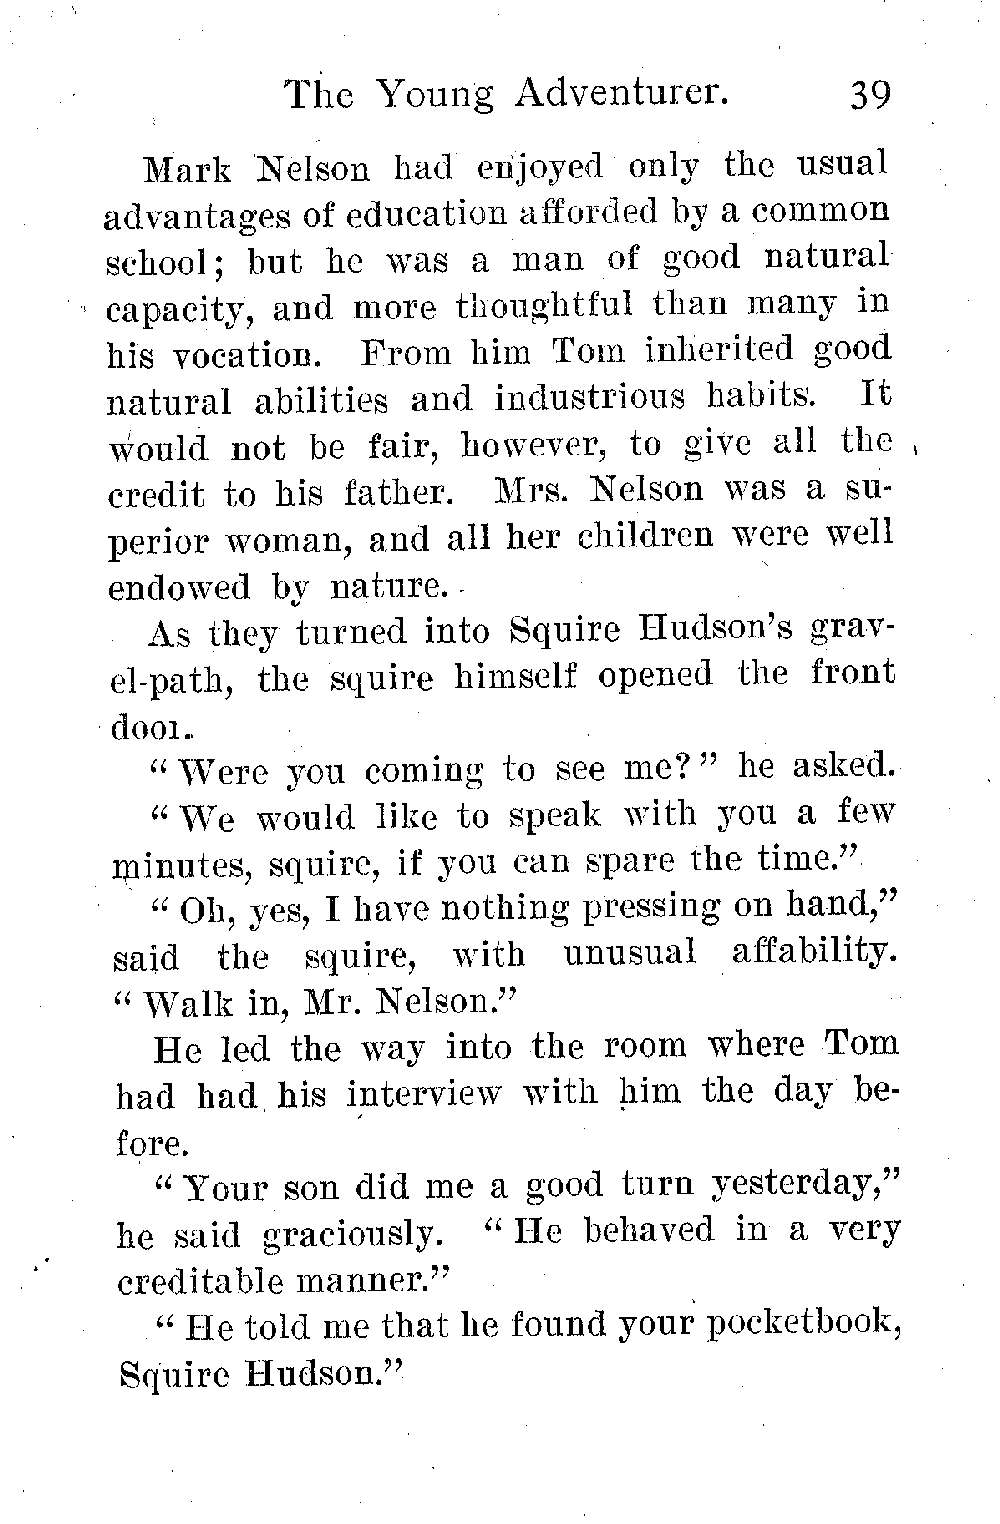 The Young Adventurer. 39
Mark Nelson had enjoyed only the usual
advantages of education afforded by a common
school; but he was a man of good natural
capacity, and more thoughtful than many in
his vocation. From him Tom inherited good
natural abilities and industrious habits. It
would not be fair, however, to give all the
credit to his father. Mrs. Nelson was a su-
perior woman, and all her children were well
endowed by nature.
As they turned into Squire Hudson's grav-
el-path, the squire himself opened the front
door.
"Were you coming to see me?" he asked.
"We would like to speak with you a few
minutes, squire, if you can spare the time."
"Oh, yes, I have nothing pressing on hand,"
said the squire, with unusual affability.
"Walk in, Mr. Nelson."
He led the way into the room where Tom
had had his interview with him the day be-
fore.
"Your son did me a good turn yesterday,"
he said graciously. "He behaved in a very
creditable manner."
"He told me that he found your pocketbook,
Squire Hudson."